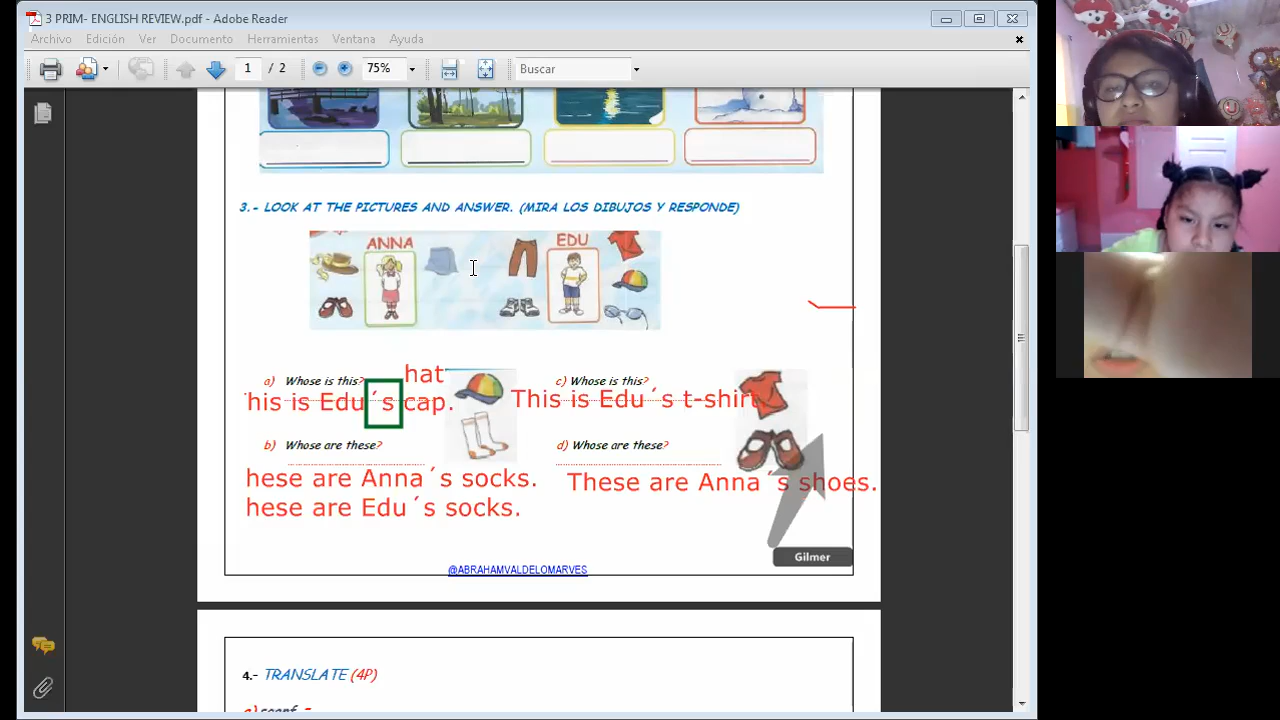 3 PRIM- ENGLISH REVIEW.pdf - Adobe Reader
Archivo Edición Ver Documento Herramientas Ventana Ayuda
1 / 2 75% Buscar
3.- LOOK AT THE PICTURES AND ANSWER. (MIRA LOS DIBUJOS Y RESPONDE)
ANNA EDU
hat
a) Whose is this? c) Whose is this?
his is Edu´s cap. This is Edu´s t-shirt
b) Whose are these? d) Whose are these?
hese are Anna´s socks. These are Anna´s shoes.
hese are Edu´s socks.
Gilmer
@ABRAHAMVALDELOMARVES
4.- TRANSLATE (4P)
a) scarf -